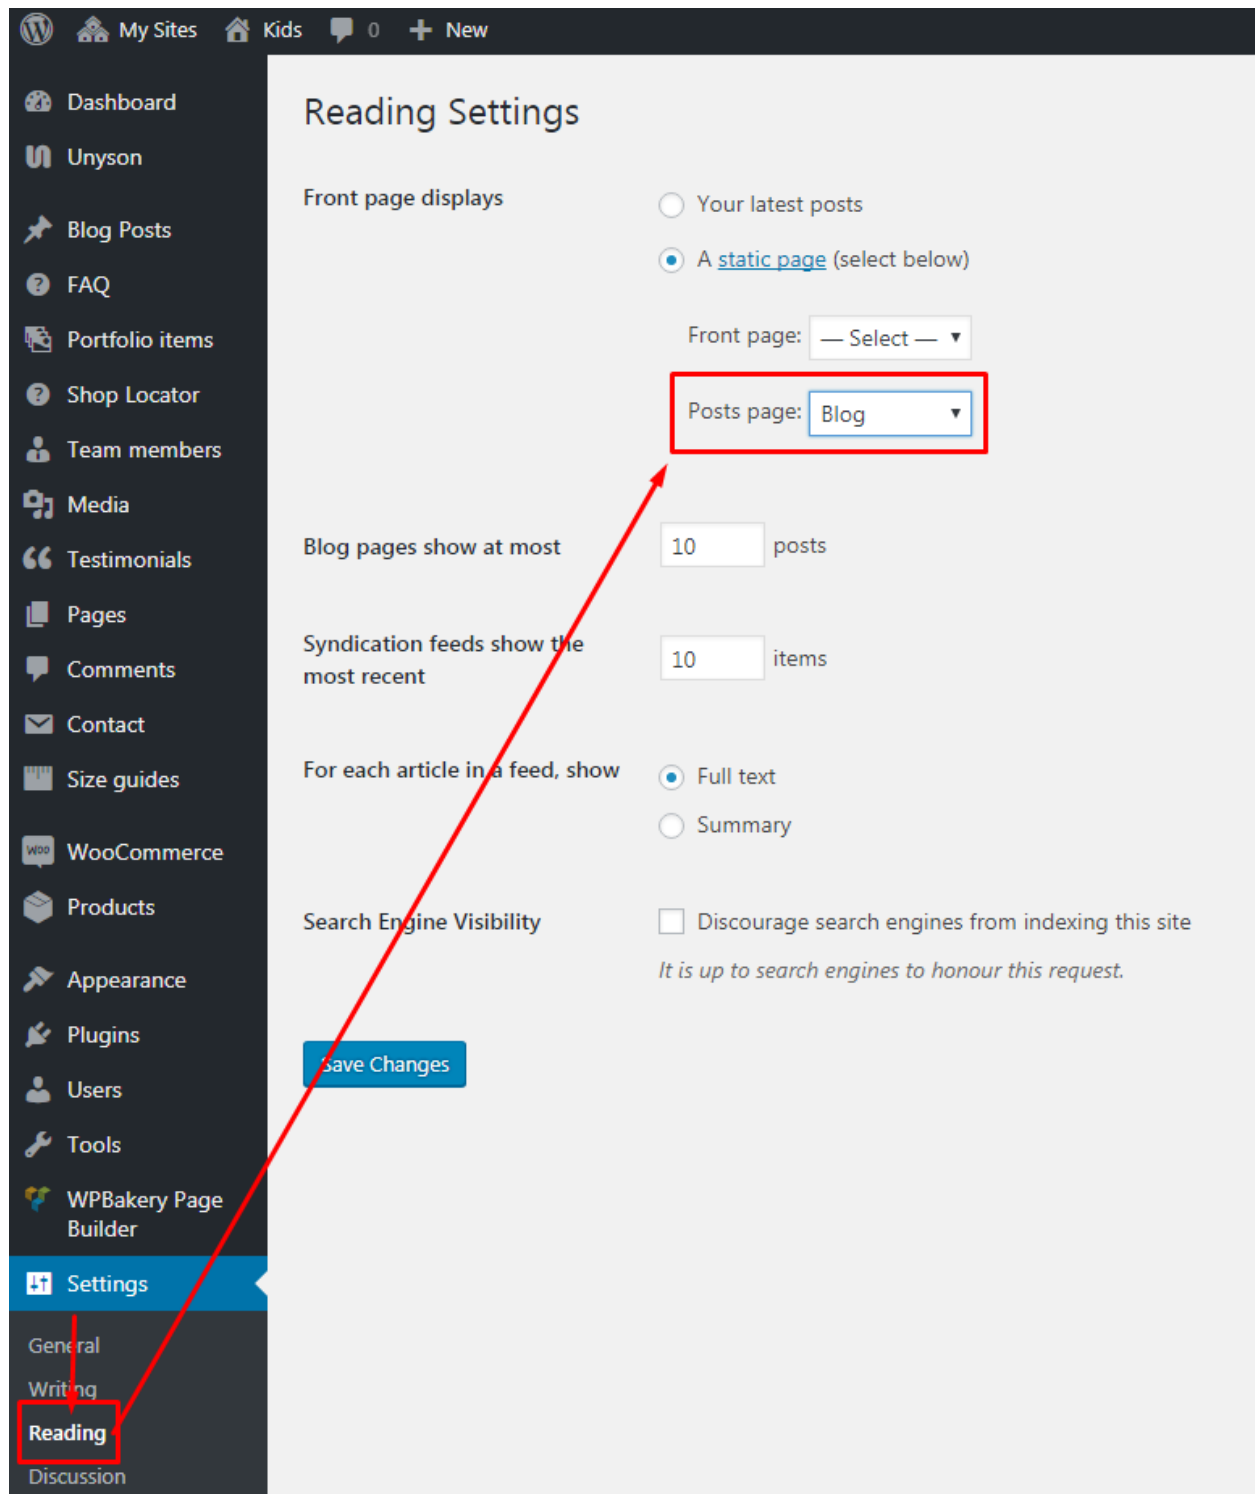 My Sites Kids 0 New
Dashboard
Unyson
Blog Posts
FAQ
Portfolio items
Shop Locator
Team members
Media
Testimonials
Pages
Comments
Contact
Size guides
WOO WooCommerce
Products
Appearance
Plugins
Users
Tools
WPBakery Page
Builder
Settings
General
Writing
Reading
Discussion
Reading Settings
Front page displays
Your latest posts
A static page (select below)
Front page: — Select —
Posts page: Blog
Blog pages show at most 10 posts
Syndication feeds show the
most recent
10 items
For each article in a feed, show
Full text
Summary
Search Engine Visibility
Discourage search engines from indexing this site
It is up to search engines to honour this request.
Save Changes